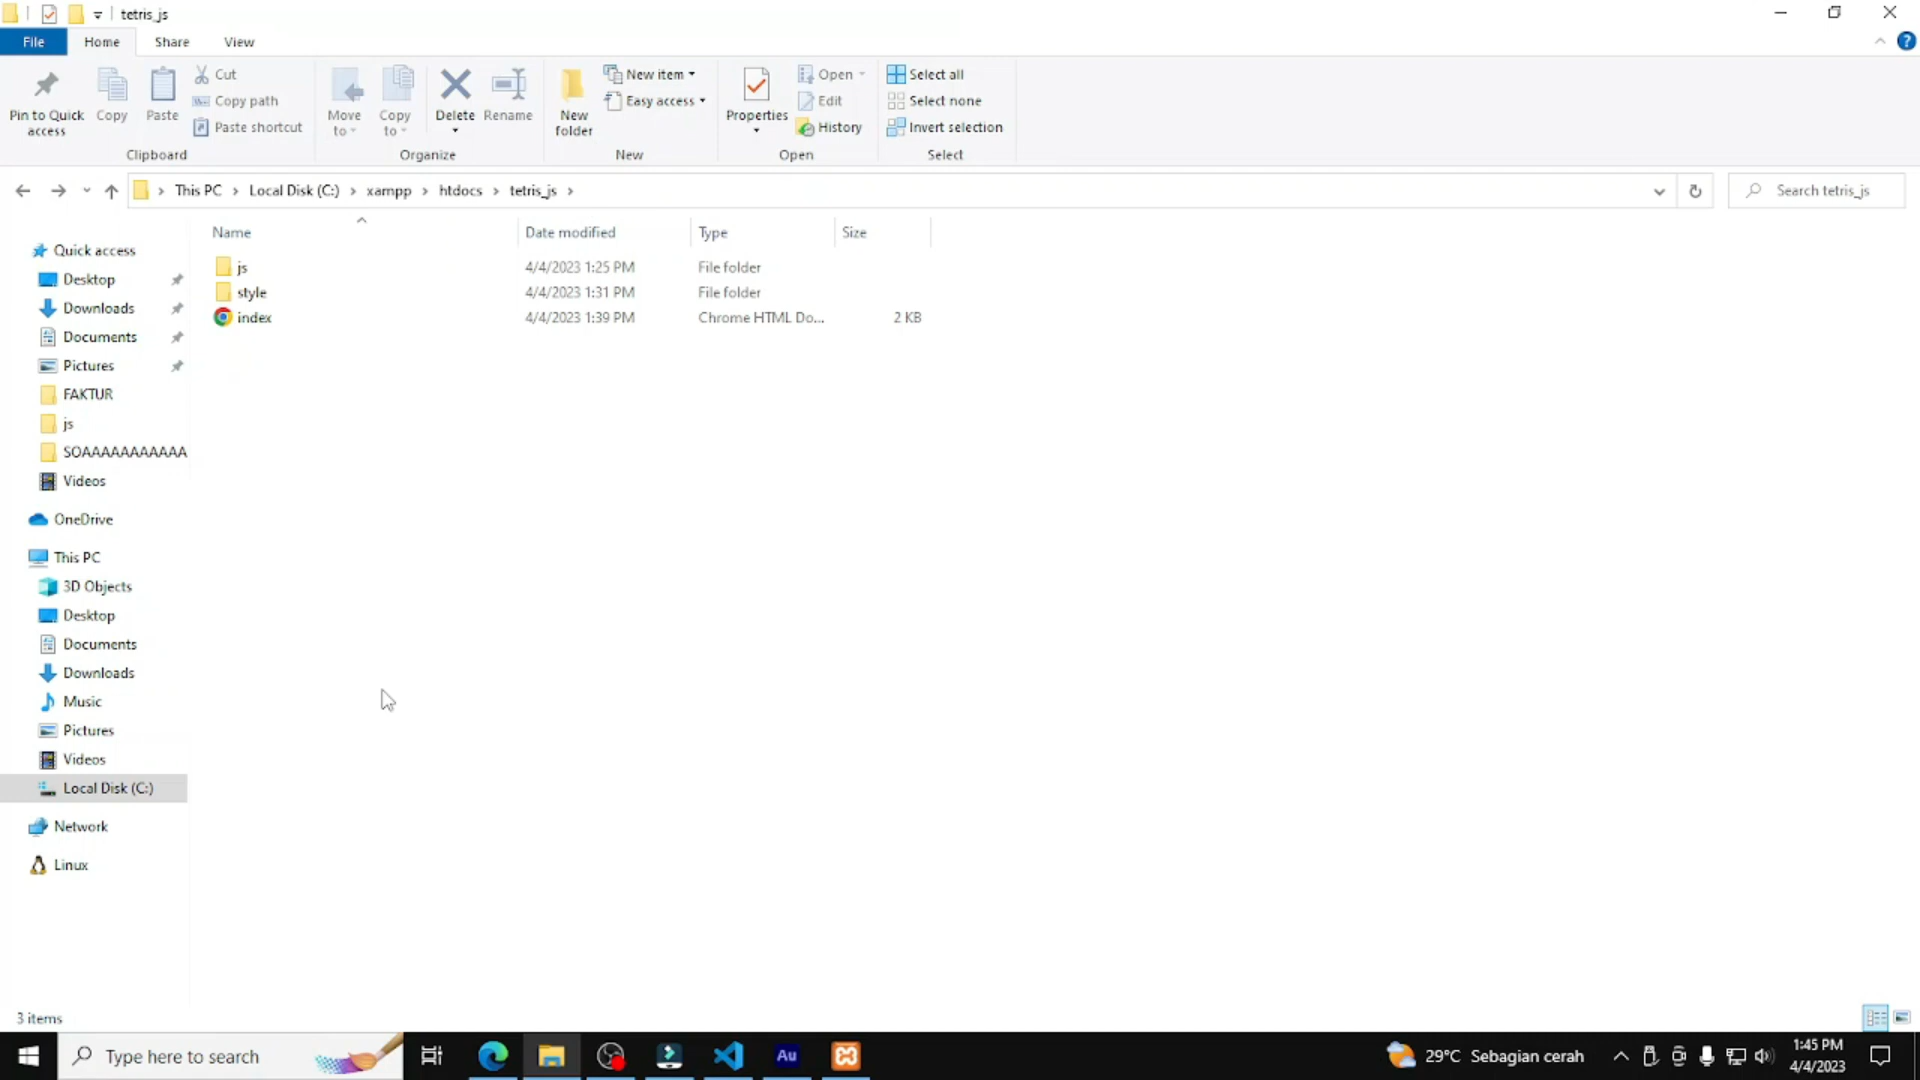 tetris_js
File Home Share View
Pin to Quick access
Copy
Paste
Cut
Copy path
Paste shortcut
Clipboard
Move to
Copy to
Delete
Rename
Organize
New folder
New item
Easy access
New
Properties
Open
Edit
History
Open
Select all
Select none
Invert selection
Select
This PC › Local Disk (C:) › xampp › htdocs › tetris_js ›
Search tetris_js
Name Date modified Type Size
js 4/4/2023 1:25 PM File folder
style 4/4/2023 1:31 PM File folder
index 4/4/2023 1:39 PM Chrome HTML Do... 2 KB
Quick access
Desktop
Downloads
Documents
Pictures
FAKTUR
js
SOAAAAAAAAAAA
Videos
OneDrive
This PC
3D Objects
Desktop
Documents
Downloads
Music
Pictures
Videos
Local Disk (C:)
Network
Linux
3 items
Type here to search
Au
29°C Sebagian cerah
1:45 PM
4/4/2023